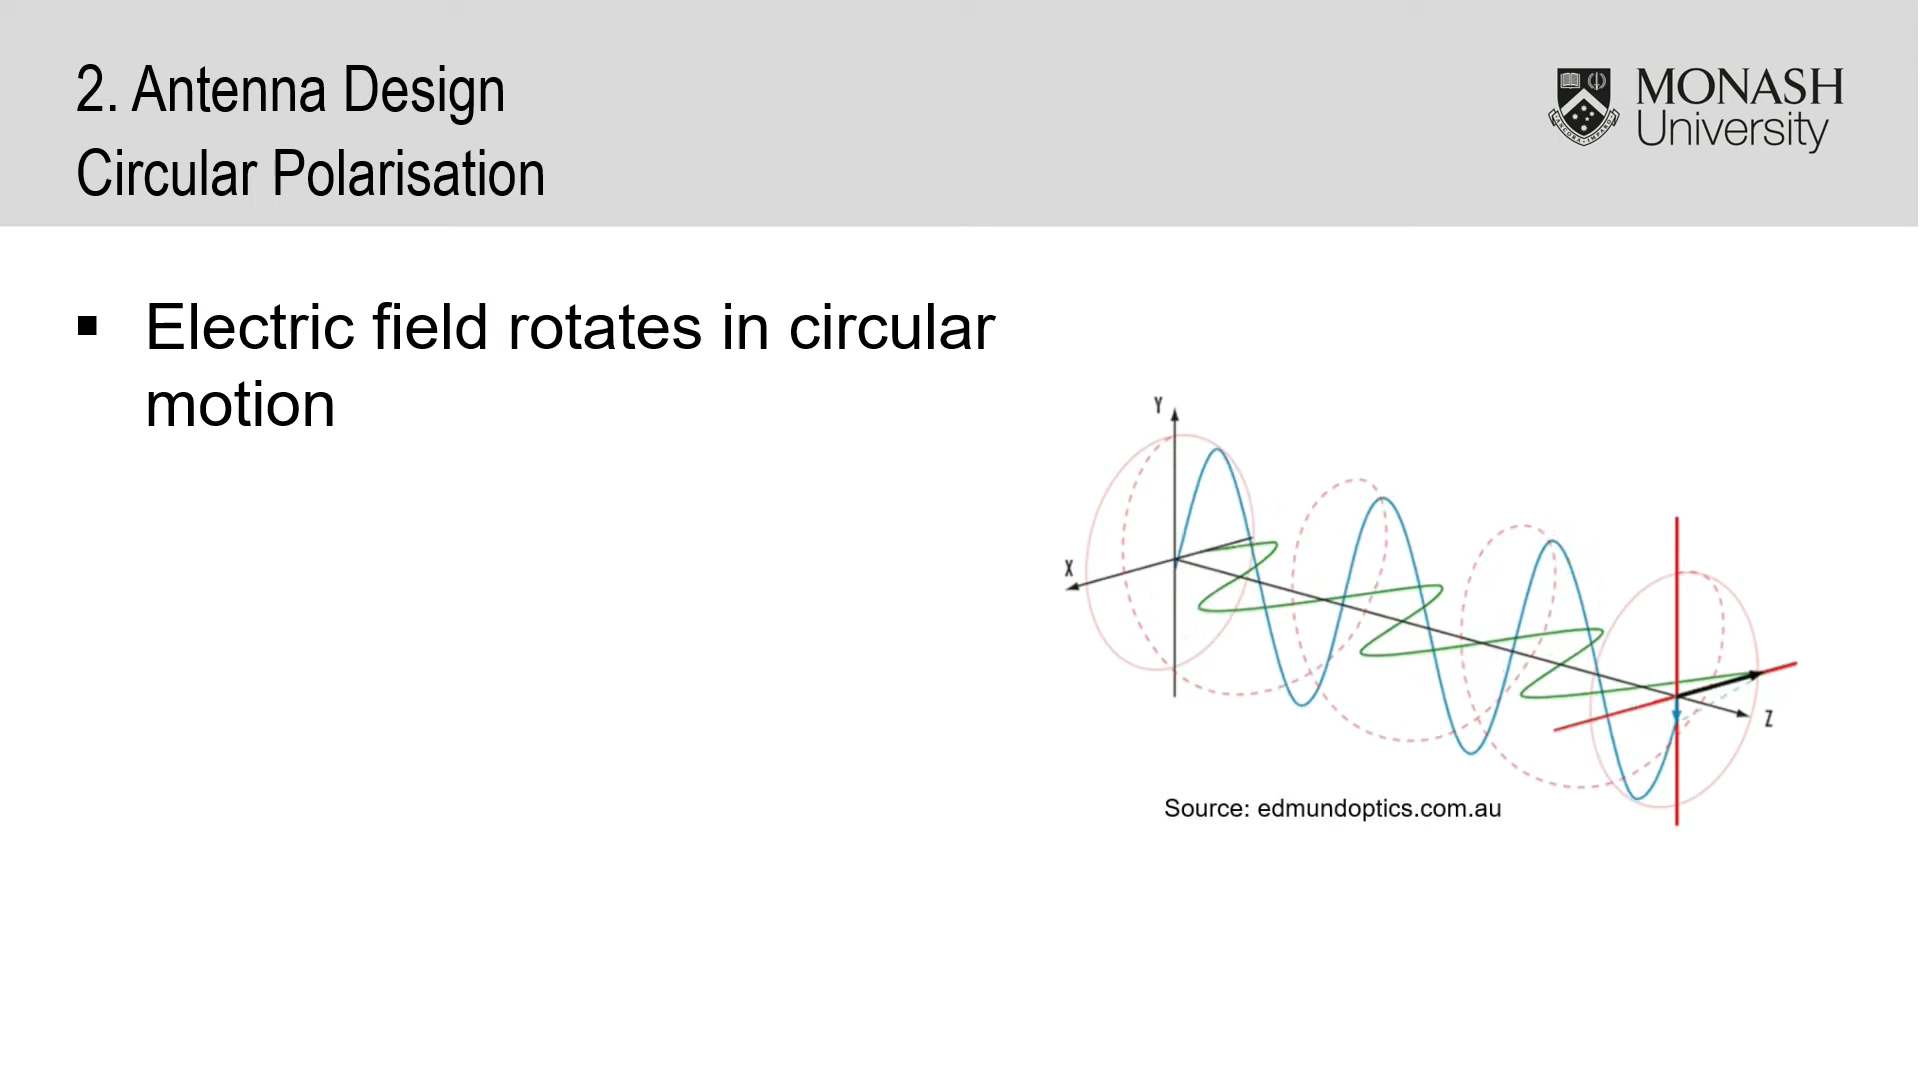 2. Antenna Design
Circular Polarisation
MONASH
University
▪ Electric field rotates in circular
motion
Y
X
Z
Source: edmundoptics.com.au